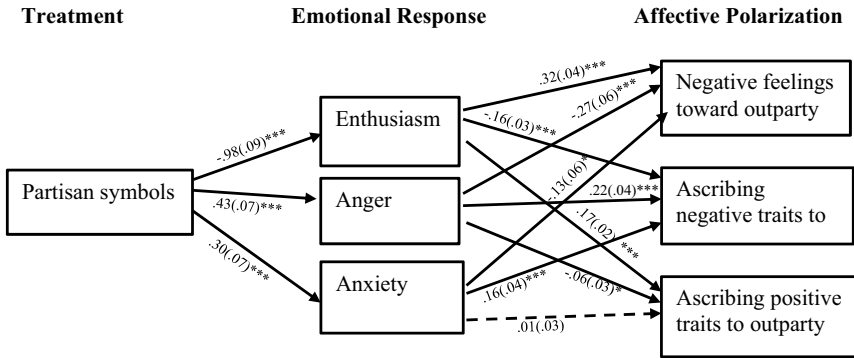 Treatment Emotional Response Affective Polarization
.32(.04)***
Negative feelings
toward outparty
-.27(.06)***
Enthusiasm
-.16(.03)***
-.98(.09)***
-.13(.06)*
Partisan symbols
.43(.07)***
Anger
.22(.04)***
Ascribing
negative traits to
.17(.02) ***
.30(.07)***
Anxiety
.16(.04)***
-.06(.03)*
Ascribing positive
traits to outparty
.01(.03)